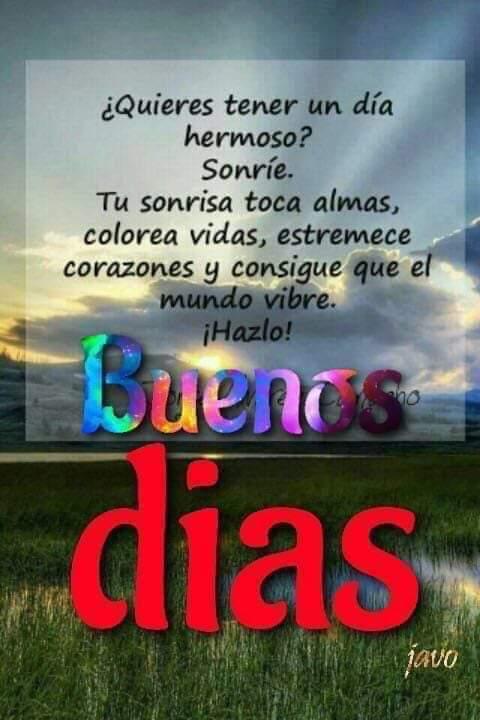 ¿Quieres tener un día
hermoso?
Sonríe.
Tu sonrisa toca almas,
colorea vidas, estremece
corazones y consigue que el
mundo vibre.
¡Hazlo!
Buenos
dias
javo